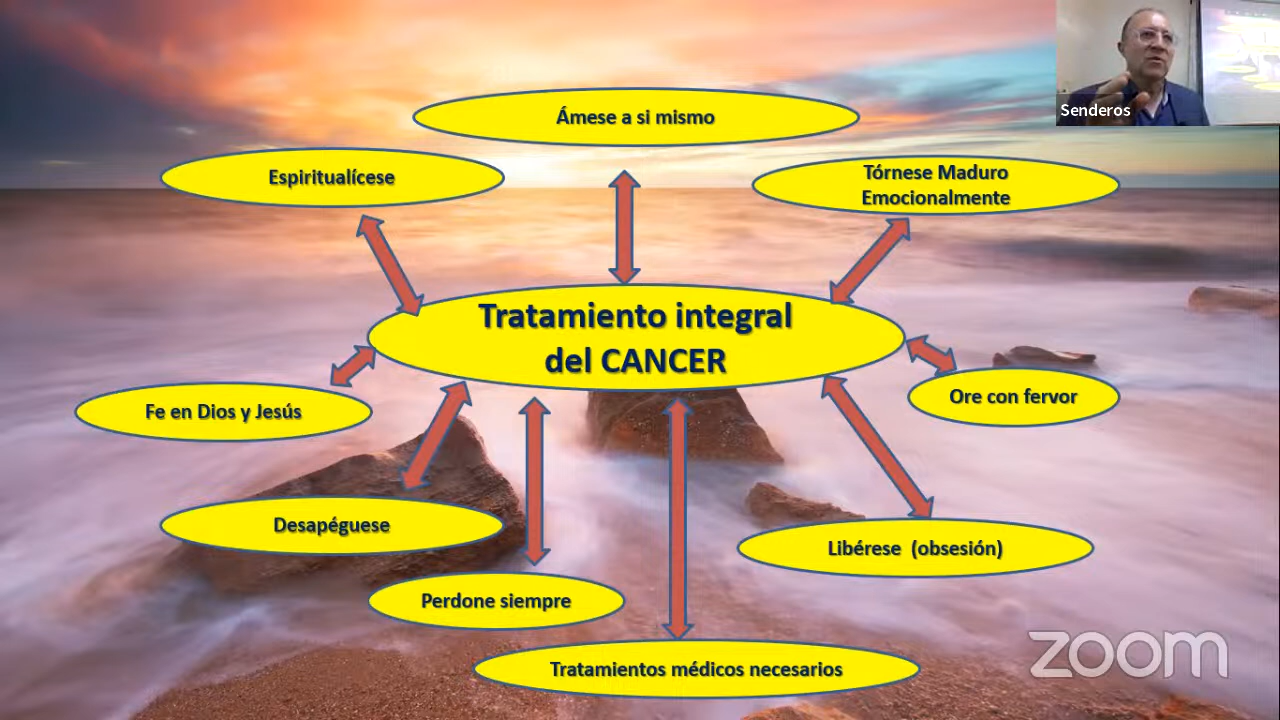 Senderos
Ámese a si mismo
Espiritualícese
Tórnese Maduro
Emocionalmente
Tratamiento integral
del CANCER
Ore con fervor
Fe en Dios y Jesús
Desapéguese
Libérese (obsesión)
Perdone siempre
Tratamientos médicos necesarios
zoom